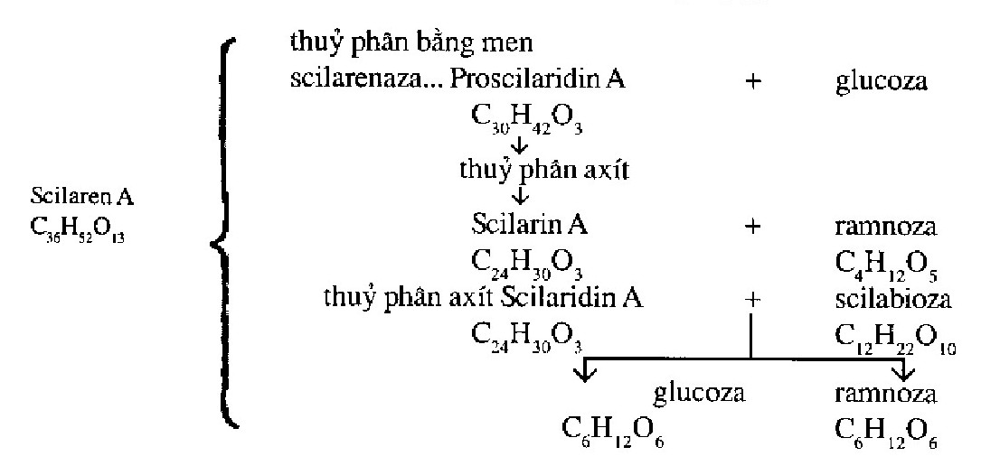 thuỷ phân bằng men
scilarenaza... Proscilaridin A + glucoza
C₃₀H₄₂O₃
thuỷ phân axít
Scilaren A
C₃₆H₅₂O₁₃
Scilarin A + ramnoza
C₂₄H₃₀O₃ C₄H₁₂O₅
thuỷ phân axít Scilaridin A + scilabioza
C₂₄H₃₀O₃ C₁₂H₂₂O₁₀
glucoza ramnoza
C₆H₁₂O₆ C₆H₁₂O₆